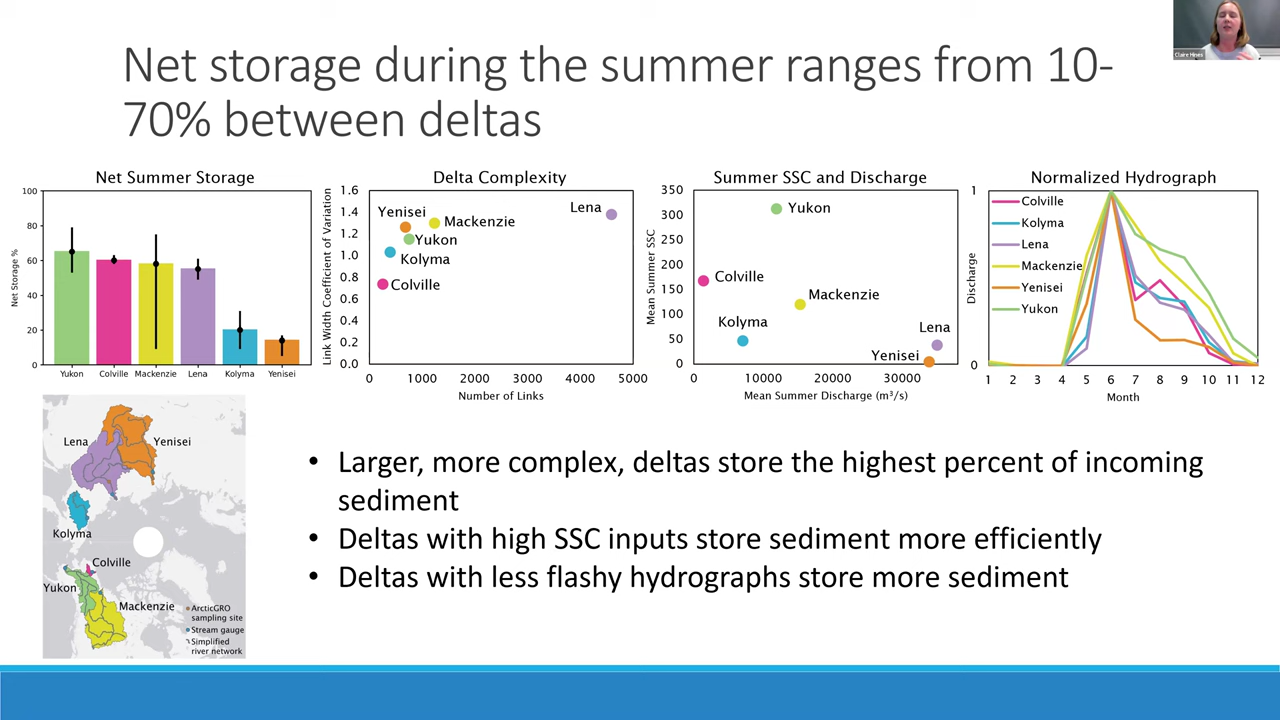 Claire Hines
Net storage during the summer ranges from 10-
70% between deltas
Net Summer Storage
Net Storage %
100
80
60
40
20
0
Yukon
Colville
Mackenzie
Lena
Kolyma
Yenisei
Delta Complexity
Link Width Coefficient of Variation
1.6
1.4
1.2
1.0
0.8
0.6
0.4
0.2
0.0
Yenisei
Mackenzie
Lena
Yukon
Kolyma
Colville
0
1000
2000
3000
4000
5000
Number of Links
Summer SSC and Discharge
Mean Summer SSC
350
300
250
200
150
100
50
0
Yukon
Colville
Mackenzie
Kolyma
Lena
Yenisei
0
10000
20000
30000
Mean Summer Discharge (m³/s)
Normalized Hydrograph
Discharge
1
0
Colville
Kolyma
Lena
Mackenzie
Yenisei
Yukon
1
2
3
4
5
6
7
8
9
10
11
12
Month
Lena
Yenisei
Kolyma
Colville
Yukon
Mackenzie
ArcticGRO
sampling site
Stream gauge
Simplified
river network
• Larger, more complex, deltas store the highest percent of incoming
sediment
• Deltas with high SSC inputs store sediment more efficiently
• Deltas with less flashy hydrographs store more sediment